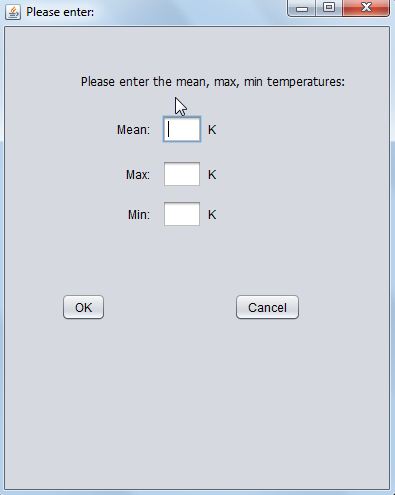 Please enter:
Please enter the mean, max, min temperatures:
Mean: K
Max: K
Min: K
OK Cancel